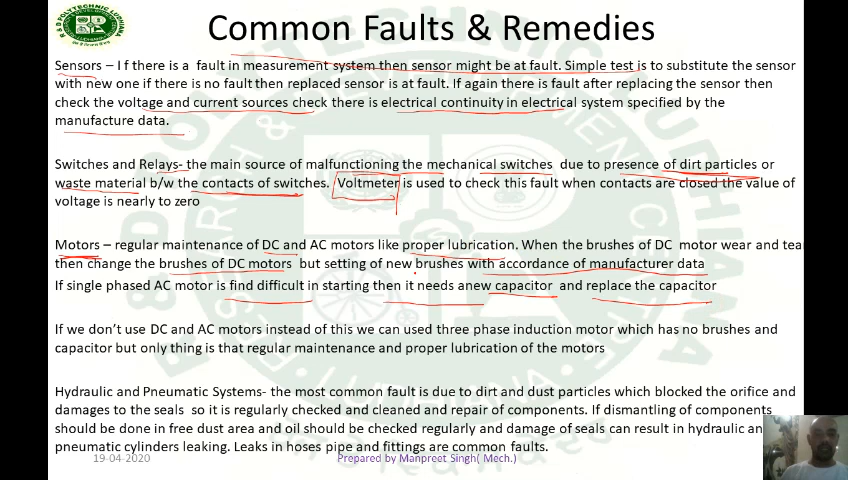 Common Faults & Remedies
Sensors – I f there is a fault in measurement system then sensor might be at fault. Simple test is to substitute the sensor
with new one if there is no fault then replaced sensor is at fault. If again there is fault after replacing the sensor then
check the voltage and current sources check there is electrical continuity in electrical system specified by the
manufacture data.
Switches and Relays- the main source of malfunctioning the mechanical switches due to presence of dirt particles or
waste material b/w the contacts of switches. Voltmeter is used to check this fault when contacts are closed the value of
voltage is nearly to zero
Motors – regular maintenance of DC and AC motors like proper lubrication. When the brushes of DC motor wear and tear
then change the brushes of DC motors but setting of new brushes with accordance of manufacturer data
If single phased AC motor is find difficult in starting then it needs anew capacitor and replace the capacitor
If we don't use DC and AC motors instead of this we can used three phase induction motor which has no brushes and
capacitor but only thing is that regular maintenance and proper lubrication of the motors
Hydraulic and Pneumatic Systems- the most common fault is due to dirt and dust particles which blocked the orifice and
damages to the seals so it is regularly checked and cleaned and repair of components. If dismantling of components
should be done in free dust area and oil should be checked regularly and damage of seals can result in hydraulic an
pneumatic cylinders leaking. Leaks in hoses pipe and fittings are common faults.
19-04-2020 Prepared by Manpreet Singh( Mech.)